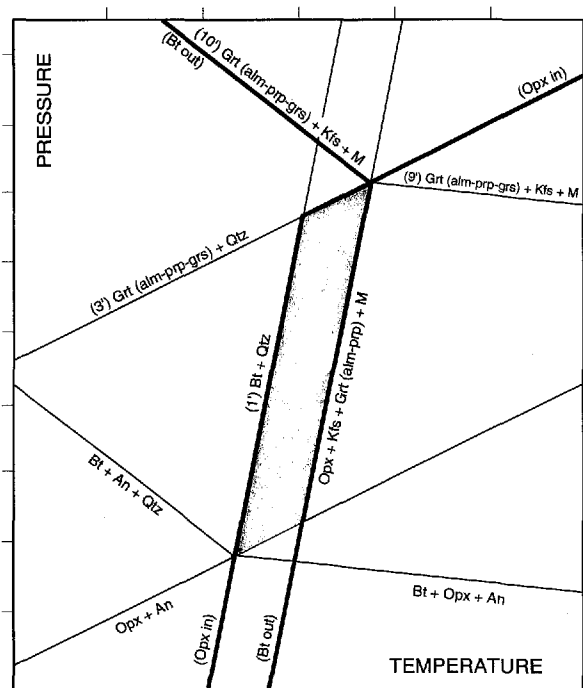 PRESSURE
(10') Grt (alm-prp-grs) + Kfs + M
(Bt out)
(Opx in)
(9') Grt (alm-prp-grs) + Kfs + M
(3') Grt (alm-prp-grs) + Qtz
(1') Bt + Qtz
Opx + Kfs + Grt (alm-prp) + M
Bt + An + Qtz
Opx + An
Bt + Opx + An
(Opx in)
(Bt out)
TEMPERATURE